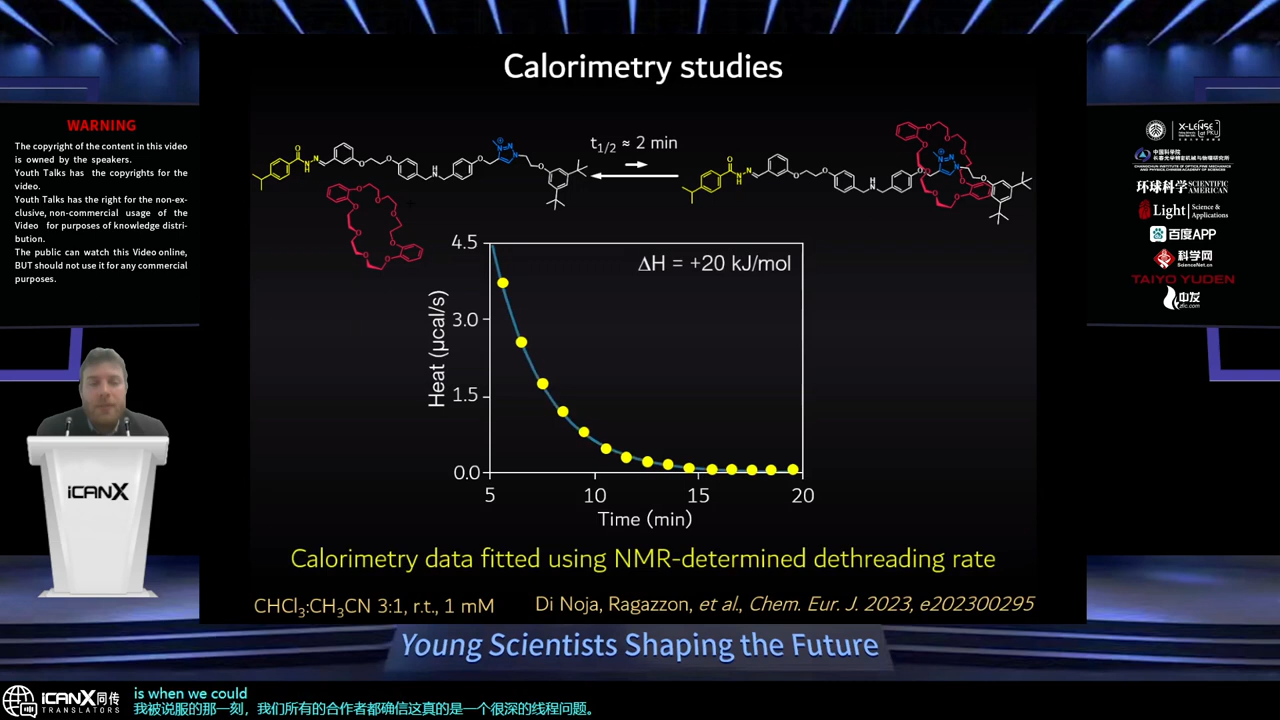 Calorimetry studies
WARNING
The copyright of the content in this video
is owned by the speakers.
Youth Talks has the copyrights for the
video.
Youth Talks has the right for the non-ex-
clusive, non-commercial usage of the
Video for purposes of knowledge distri-
bution.
The public can watch this Video online,
BUT should not use it for any commercial
purposes.
t1/2 ≈ 2 min
ΔH = +20 kJ/mol
Heat (μcal/s)
4.5
3.0
1.5
0.0
5 10 15 20
Time (min)
Calorimetry data fitted using NMR-determined dethreading rate
CHCl3:CH3CN 3:1, r.t., 1 mM
Di Noja, Ragazzon, et al., Chem. Eur. J. 2023, e202300295
X-LENSE
PKU
环球科学 SCIENTIFIC AMERICAN
Light Science & Applications
百度APP
科学网
ScienceNet.cn
TAIYO YUDEN
中发
iCANX
Young Scientists Shaping the Future
iCANX同传
TRANSLATORS
is when we could
我被说服的那一刻，我们所有的合作者都确信这真的是一个很深的线程问题。